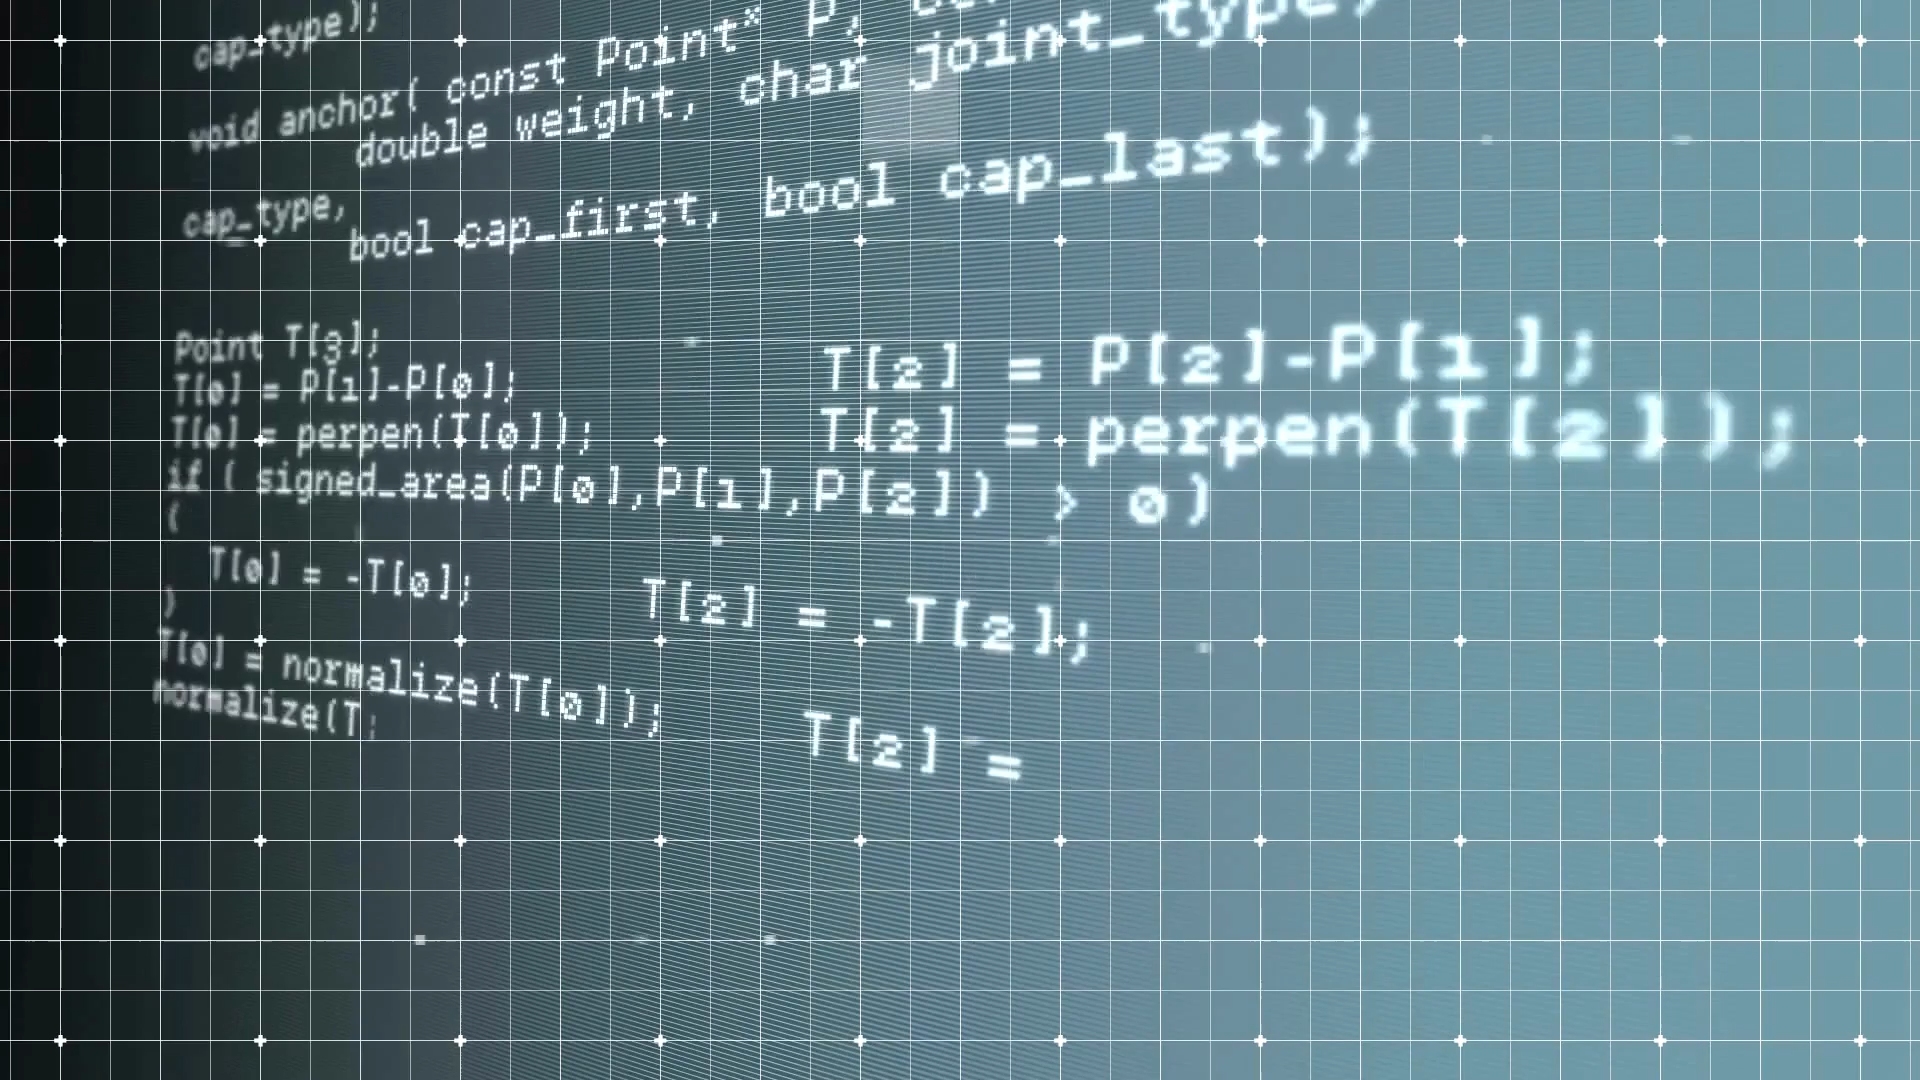 cap_type);
void anchor( const Point* P,
double weight, char joint_type,
cap_type,
bool cap_first, bool cap_last);
Point T[3];
T[0] = P[1]-P[0]; T[2] = P[2]-P[1];
T[0] = perpen(T[0]); T[2] = perpen(T[2]);
if ( signed_area(P[0],P[1],P[2]) > 0)
{
T[0] = -T[0]; T[2] = -T[2];
}
T[0] = normalize(T[0]); T[2] =
normalize(T